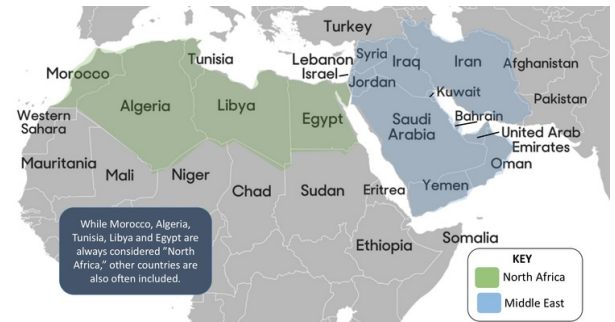 Turkey
Tunisia
Lebanon
Syria
Israel
Iraq
Iran
Afghanistan
Morocco
Jordan
Kuwait
Algeria
Libya
Egypt
Pakistan
Western
Sahara
Saudi
Arabia
Bahrain
United Arab
Emirates
Oman
Mauritania
Mali
Niger
Chad
Sudan
Eritrea
Yemen
Ethiopia
Somalia
While Morocco, Algeria,
Tunisia, Libya and Egypt are
always considered “North
Africa,” other countries are
also often included.
KEY
North Africa
Middle East